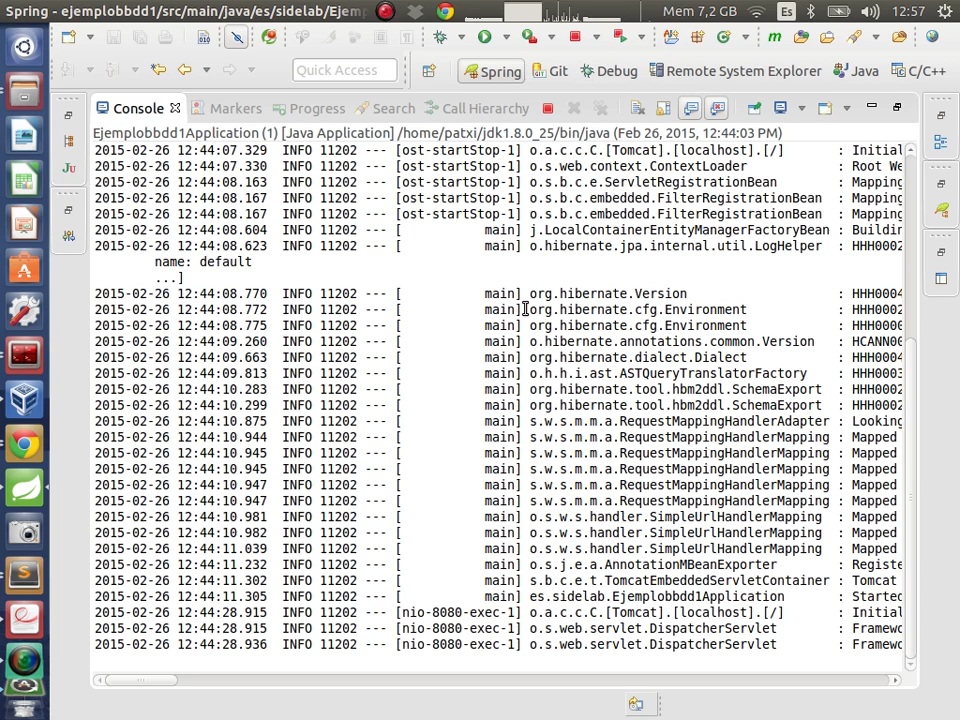 Spring - ejemplobbdd1/src/main/java/es/sidelab/Ejem
Mem 7,2 GB Es 12:57
Quick Access Spring Git Debug Remote System Explorer Java C/C++
Console Markers Progress Search Call Hierarchy
Ejemplobbdd1Application (1) [Java Application] /home/patxi/jdk1.8.0_25/bin/java (Feb 26, 2015, 12:44:03 PM)
2015-02-26 12:44:07.329 INFO 11202 --- [ost-startStop-1] o.a.c.c.C.[Tomcat].[localhost].[/] : Initial
2015-02-26 12:44:07.330 INFO 11202 --- [ost-startStop-1] o.s.web.context.ContextLoader : Root We
2015-02-26 12:44:08.163 INFO 11202 --- [ost-startStop-1] o.s.b.c.e.ServletRegistrationBean : Mapping
2015-02-26 12:44:08.167 INFO 11202 --- [ost-startStop-1] o.s.b.c.embedded.FilterRegistrationBean : Mapping
2015-02-26 12:44:08.167 INFO 11202 --- [ost-startStop-1] o.s.b.c.embedded.FilterRegistrationBean : Mapping
2015-02-26 12:44:08.604 INFO 11202 --- [ main] j.LocalContainerEntityManagerFactoryBean : Buildin
2015-02-26 12:44:08.623 INFO 11202 --- [ main] o.hibernate.jpa.internal.util.LogHelper : HHH0002
name: default
...]
2015-02-26 12:44:08.770 INFO 11202 --- [ main] org.hibernate.Version : HHH0004
2015-02-26 12:44:08.772 INFO 11202 --- [ main] org.hibernate.cfg.Environment : HHH0002
2015-02-26 12:44:08.775 INFO 11202 --- [ main] org.hibernate.cfg.Environment : HHH0000
2015-02-26 12:44:09.260 INFO 11202 --- [ main] o.hibernate.annotations.common.Version : HCANN00
2015-02-26 12:44:09.663 INFO 11202 --- [ main] org.hibernate.dialect.Dialect : HHH0004
2015-02-26 12:44:09.813 INFO 11202 --- [ main] o.h.h.i.ast.ASTQueryTranslatorFactory : HHH0003
2015-02-26 12:44:10.283 INFO 11202 --- [ main] org.hibernate.tool.hbm2ddl.SchemaExport : HHH0002
2015-02-26 12:44:10.299 INFO 11202 --- [ main] org.hibernate.tool.hbm2ddl.SchemaExport : HHH0002
2015-02-26 12:44:10.875 INFO 11202 --- [ main] s.w.s.m.m.a.RequestMappingHandlerAdapter : Looking
2015-02-26 12:44:10.944 INFO 11202 --- [ main] s.w.s.m.m.a.RequestMappingHandlerMapping : Mapped
2015-02-26 12:44:10.945 INFO 11202 --- [ main] s.w.s.m.m.a.RequestMappingHandlerMapping : Mapped
2015-02-26 12:44:10.945 INFO 11202 --- [ main] s.w.s.m.m.a.RequestMappingHandlerMapping : Mapped
2015-02-26 12:44:10.947 INFO 11202 --- [ main] s.w.s.m.m.a.RequestMappingHandlerMapping : Mapped
2015-02-26 12:44:10.947 INFO 11202 --- [ main] s.w.s.m.m.a.RequestMappingHandlerMapping : Mapped
2015-02-26 12:44:10.981 INFO 11202 --- [ main] o.s.w.s.handler.SimpleUrlHandlerMapping : Mapped
2015-02-26 12:44:10.982 INFO 11202 --- [ main] o.s.w.s.handler.SimpleUrlHandlerMapping : Mapped
2015-02-26 12:44:11.039 INFO 11202 --- [ main] o.s.w.s.handler.SimpleUrlHandlerMapping : Mapped
2015-02-26 12:44:11.232 INFO 11202 --- [ main] o.s.j.e.a.AnnotationMBeanExporter : Registe
2015-02-26 12:44:11.302 INFO 11202 --- [ main] s.b.c.e.t.TomcatEmbeddedServletContainer : Tomcat
2015-02-26 12:44:11.305 INFO 11202 --- [ main] es.sidelab.Ejemplobbdd1Application : Started
2015-02-26 12:44:28.915 INFO 11202 --- [nio-8080-exec-1] o.a.c.c.C.[Tomcat].[localhost].[/] : Initial
2015-02-26 12:44:28.915 INFO 11202 --- [nio-8080-exec-1] o.s.web.servlet.DispatcherServlet : Framewo
2015-02-26 12:44:28.936 INFO 11202 --- [nio-8080-exec-1] o.s.web.servlet.DispatcherServlet : Framewo